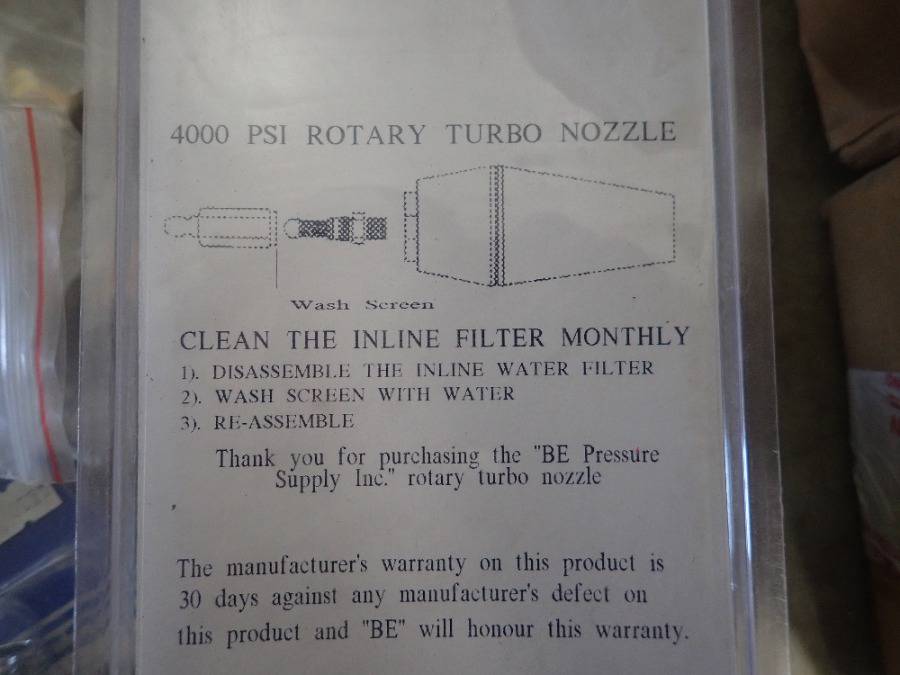 4000 PSI ROTARY TURBO NOZZLE
Wash Screen
CLEAN THE INLINE FILTER MONTHLY
1). DISASSEMBLE THE INLINE WATER FILTER
2). WASH SCREEN WITH WATER
3). RE-ASSEMBLE
Thank you for purchasing the "BE Pressure
Supply Inc." rotary turbo nozzle
The manufacturer's warranty on this product is
30 days against any manufacturer's defect on
this product and "BE" will honour this warranty.